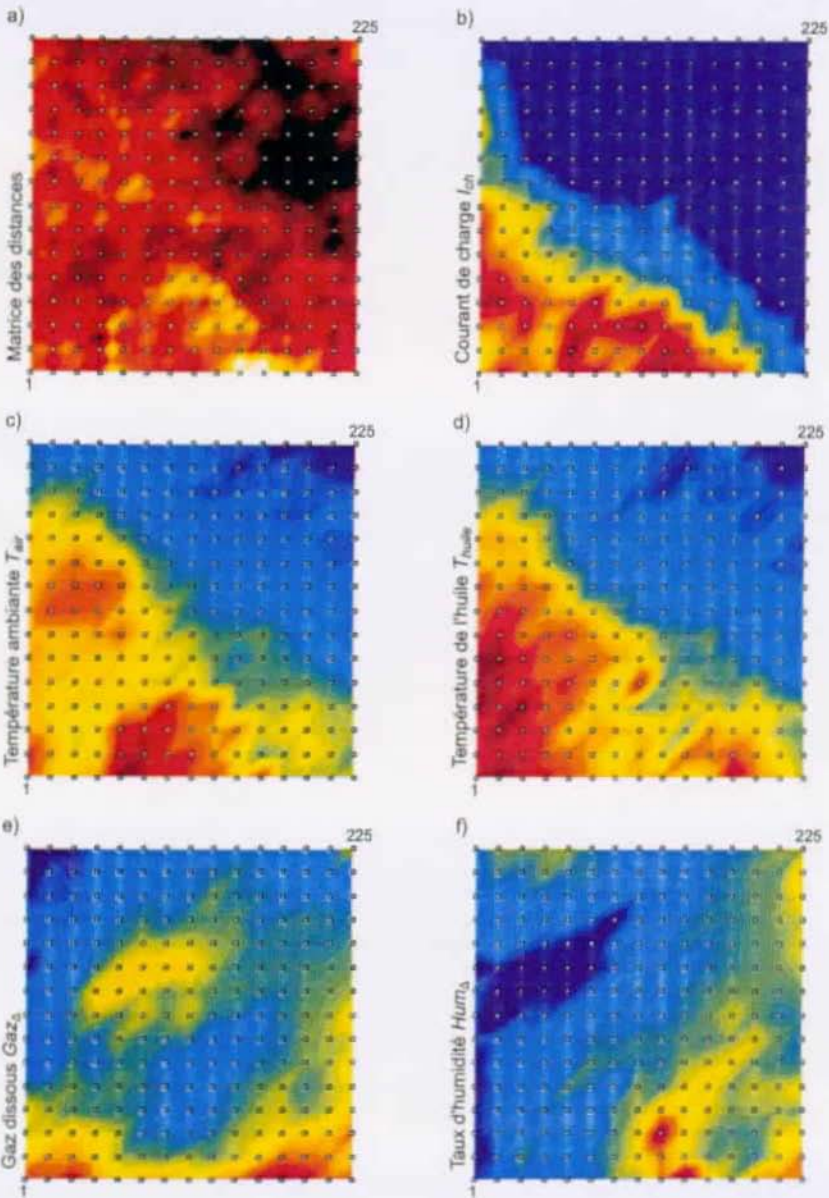 a)
225
Matrice des distances
1
b)
225
Courant de charge I_ch
1
c)
225
Température ambiante T_air
1
d)
225
Température de l'huile T_huile
1
e)
225
Gaz dissous Gaz_Δ
1
f)
225
Taux d'humidité Hum_Δ
1